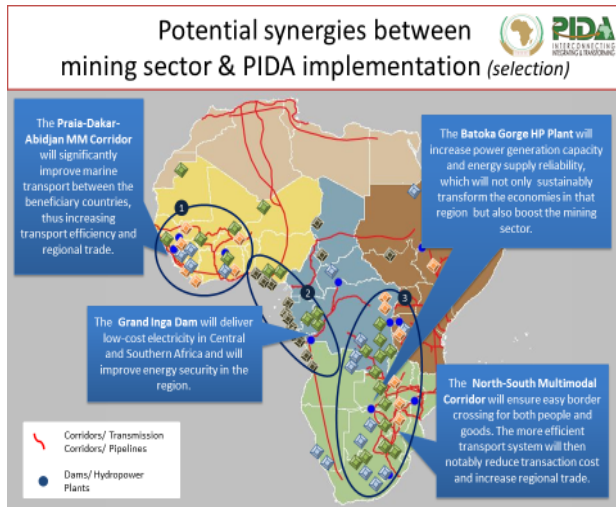 Potential synergies between
mining sector & PIDA implementation (selection)
PIDA
INTERCONNECTING
INTEGRATING & TRANSFORMING
The Praia-Dakar-
Abidjan MM Corridor
will significantly
improve marine
transport between the
beneficiary countries,
thus increasing
transport efficiency and
regional trade.
The Batoka Gorge HP Plant will
increase power generation capacity
and energy supply reliability,
which will not only sustainably
transform the economies in that
region but also boost the mining
sector.
1
2
3
The Grand Inga Dam will deliver
low-cost electricity in Central
and Southern Africa and will
improve energy security in the
region.
The North-South Multimodal
Corridor will ensure easy border
crossing for both people and
goods. The more efficient
transport system will then
notably reduce transaction cost
and increase regional trade.
Corridors/ Transmission
Corridors/ Pipelines
Dams/ Hydropower
Plants